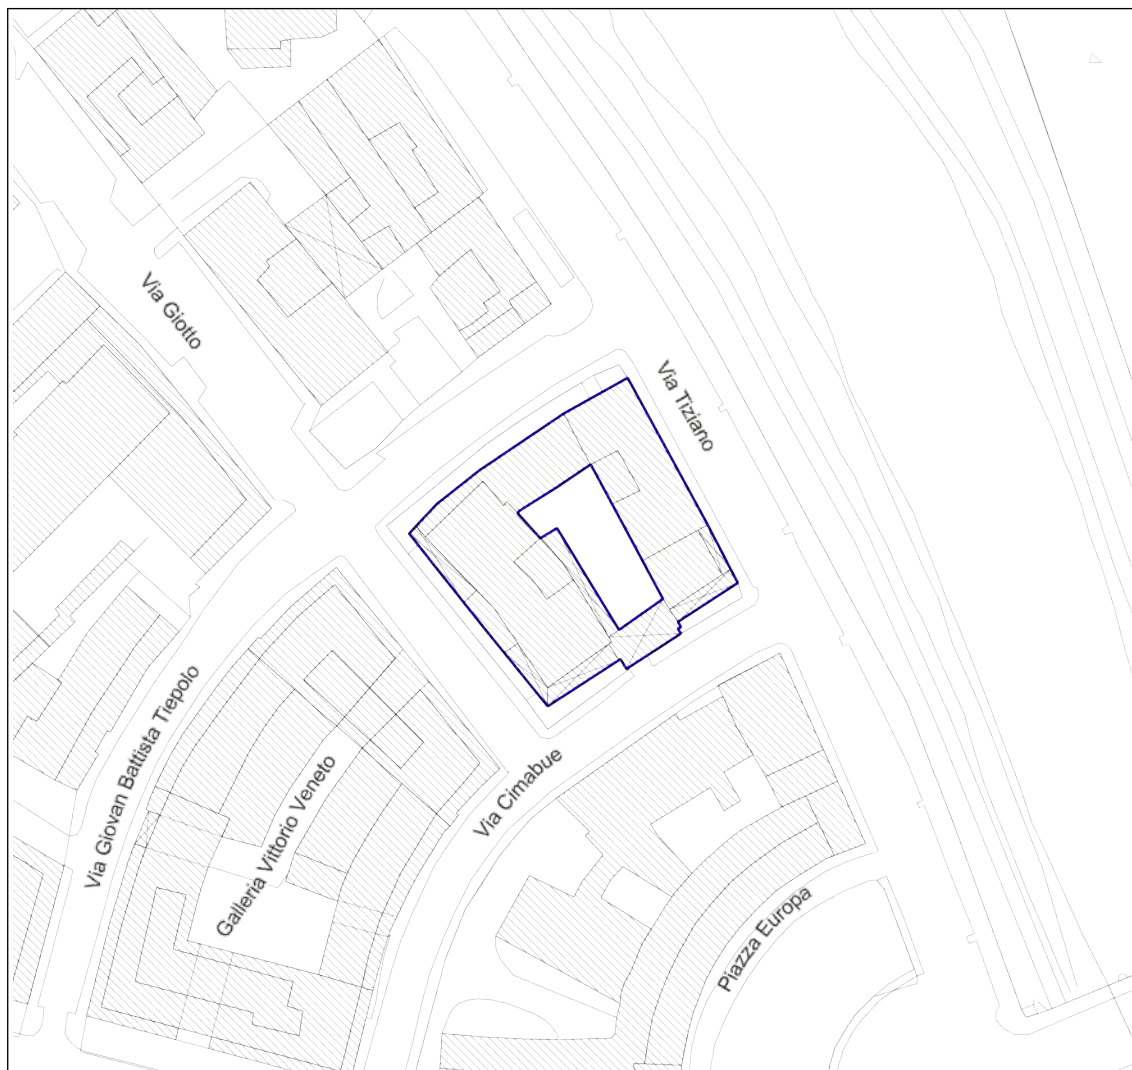 Via Giotto
Via Tiziano
Via Giovan Battista Tiepolo
Galleria Vittorio Veneto
Via Cimabue
Piazza Europa